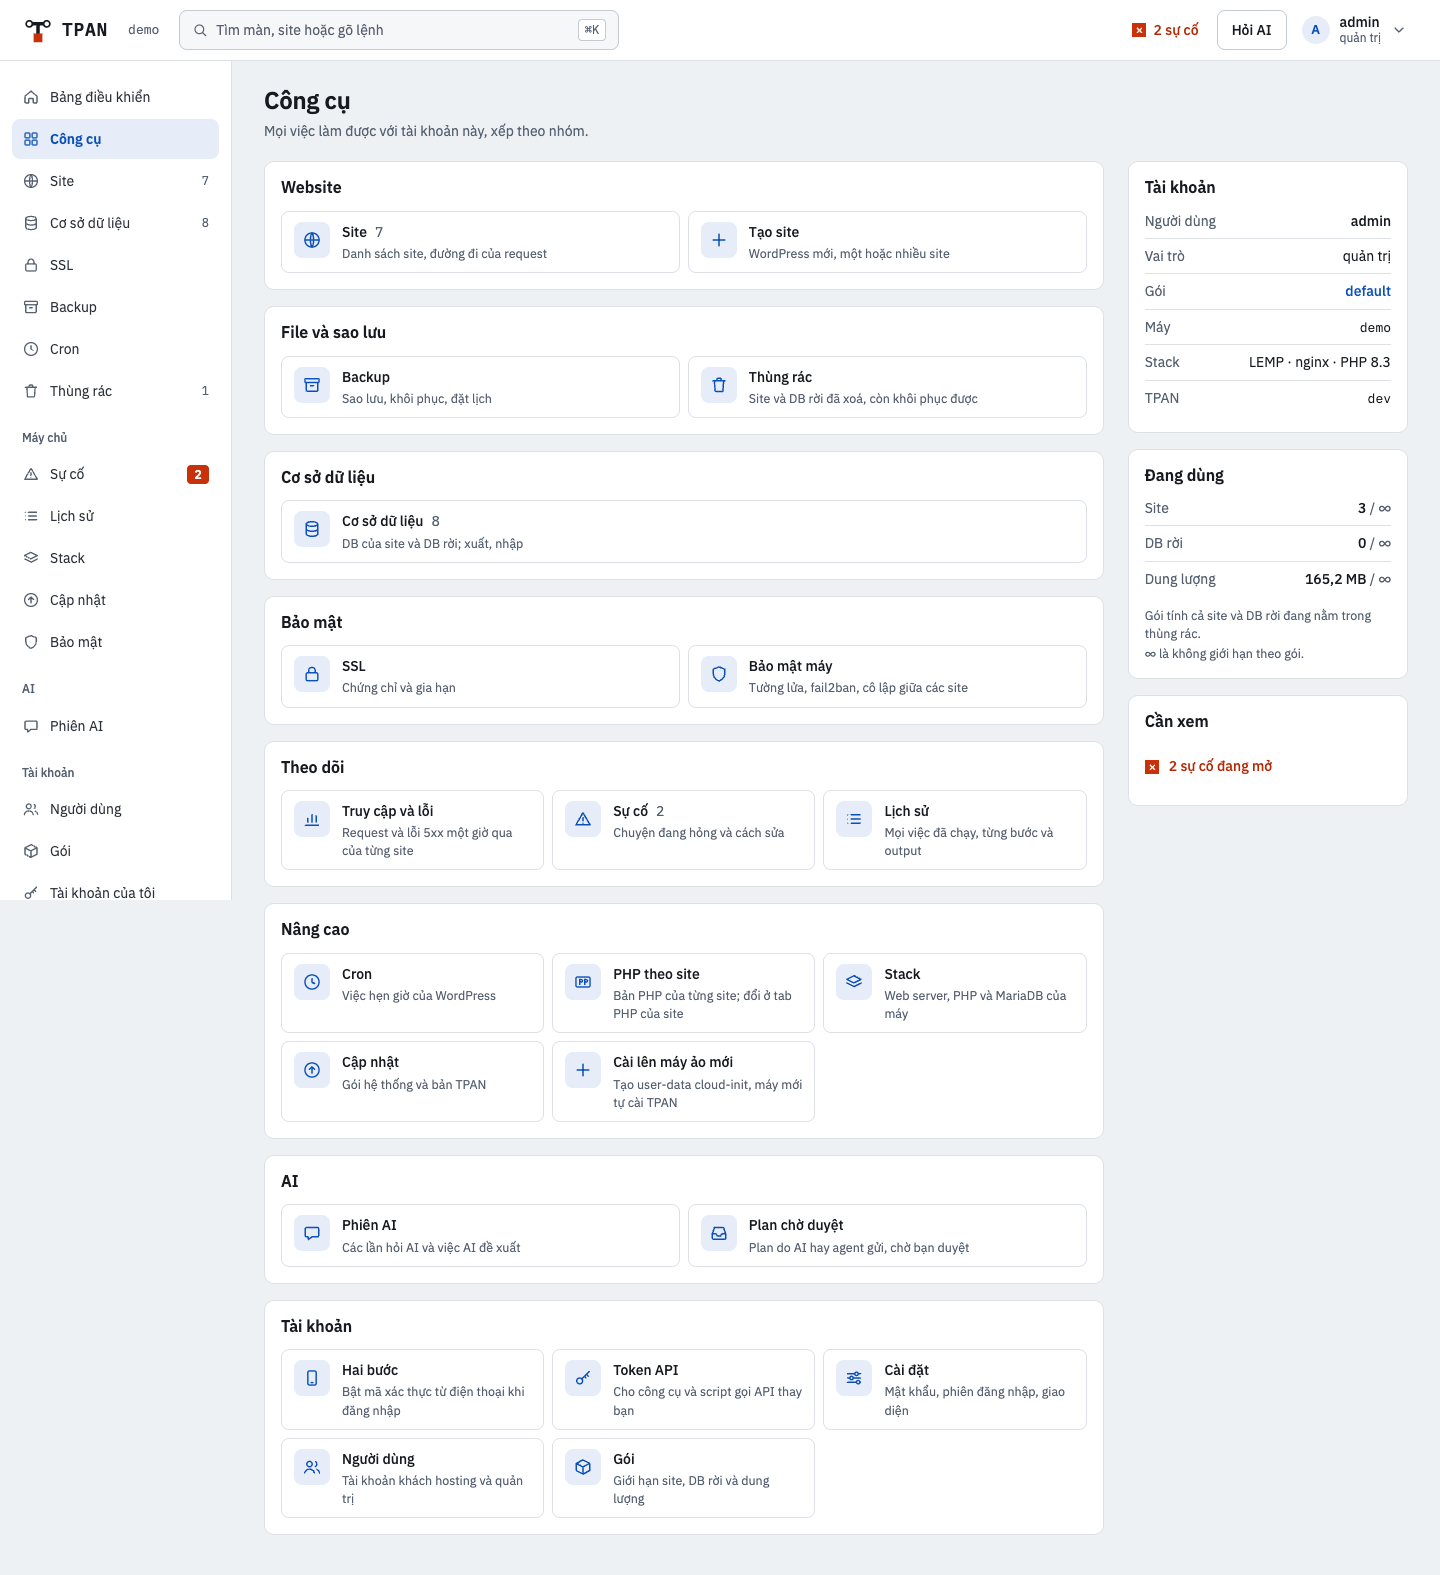 TPAN demo Tìm màn, site hoặc gõ lệnh ⌘K 2 sự cố Hỏi AI A admin
quản trị
Bảng điều khiển
Công cụ
Site 7
Cơ sở dữ liệu 8
SSL
Backup
Cron
Thùng rác 1
Máy chủ
Sự cố 2
Lịch sử
Stack
Cập nhật
Bảo mật
AI
Phiên AI
Tài khoản
Người dùng
Gói
Tài khoản của tôi
Công cụ
Mọi việc làm được với tài khoản này, xếp theo nhóm.
Website
Site 7
Danh sách site, đường đi của request
Tạo site
WordPress mới, một hoặc nhiều site
File và sao lưu
Backup
Sao lưu, khôi phục, đặt lịch
Thùng rác
Site và DB rời đã xoá, còn khôi phục được
Cơ sở dữ liệu
Cơ sở dữ liệu 8
DB của site và DB rời; xuất, nhập
Bảo mật
SSL
Chứng chỉ và gia hạn
Bảo mật máy
Tường lửa, fail2ban, cô lập giữa các site
Theo dõi
Truy cập và lỗi
Request và lỗi 5xx một giờ qua
của từng site
Sự cố 2
Chuyện đang hỏng và cách sửa
Lịch sử
Mọi việc đã chạy, từng bước và
output
Nâng cao
Cron
Việc hẹn giờ của WordPress
PHP theo site
Bản PHP của từng site; đổi ở tab
PHP của site
Stack
Web server, PHP và MariaDB của
máy
Cập nhật
Gói hệ thống và bản TPAN
Cài lên máy ảo mới
Tạo user-data cloud-init, máy mới
tự cài TPAN
AI
Phiên AI
Các lần hỏi AI và việc AI đề xuất
Plan chờ duyệt
Plan do AI hay agent gửi, chờ bạn duyệt
Tài khoản
Hai bước
Bật mã xác thực từ điện thoại khi
đăng nhập
Token API
Cho công cụ và script gọi API thay
bạn
Cài đặt
Mật khẩu, phiên đăng nhập, giao
diện
Người dùng
Tài khoản khách hosting và quản
trị
Gói
Giới hạn site, DB rời và dung
lượng
Tài khoản
Người dùng admin
Vai trò quản trị
Gói default
Máy demo
Stack LEMP · nginx · PHP 8.3
TPAN dev
Đang dùng
Site 3 / ∞
DB rời 0 / ∞
Dung lượng 165,2 MB / ∞
Gói tính cả site và DB rời đang nằm trong
thùng rác.
∞ là không giới hạn theo gói.
Cần xem
2 sự cố đang mở